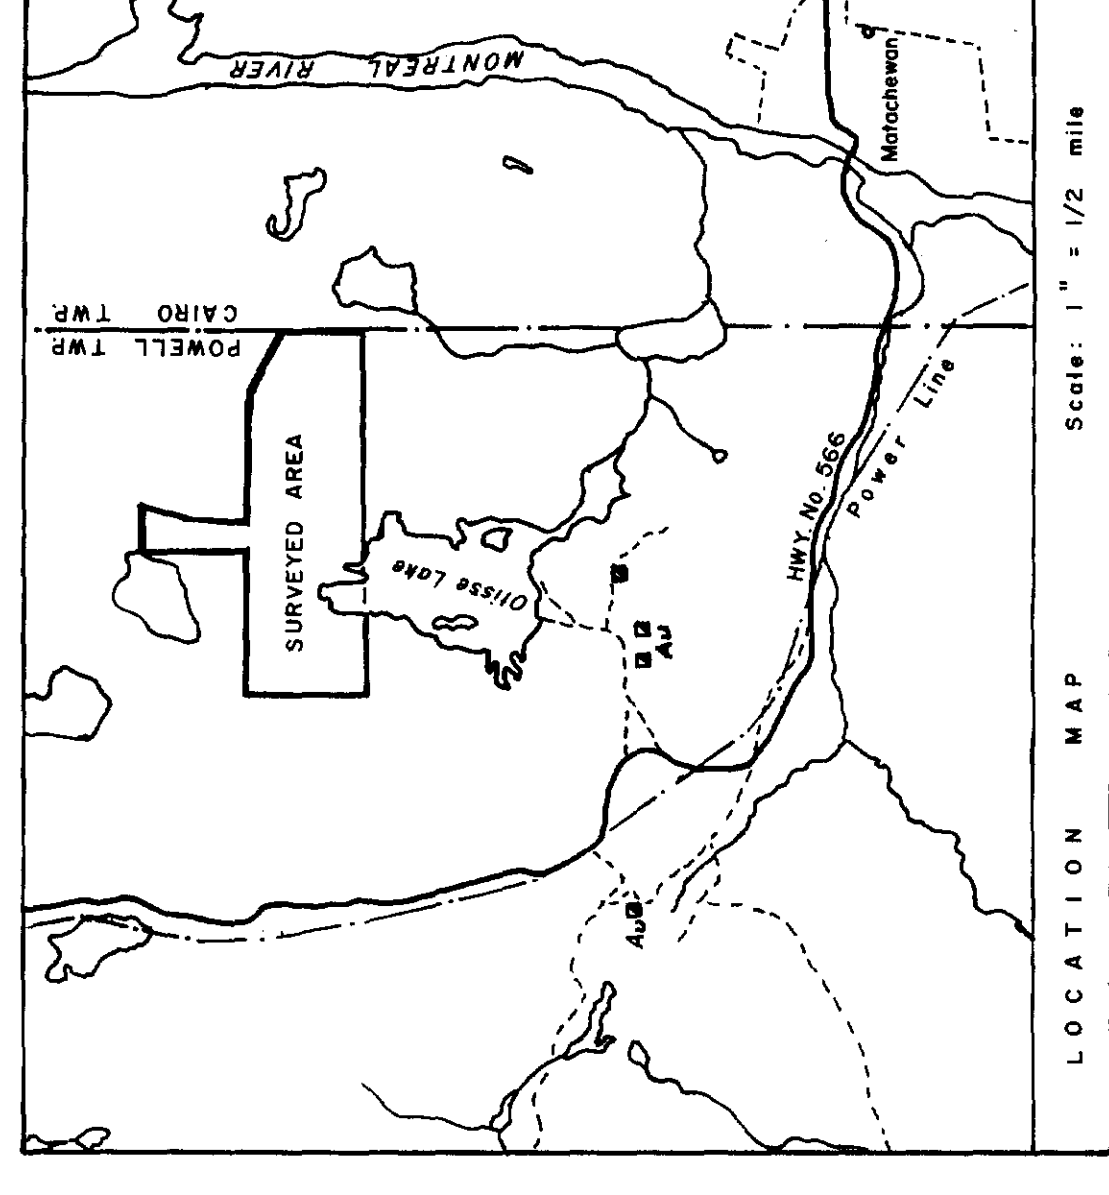 MONTREAL RIVER
Matachewan
CAIRO TWP.
POWELL TWP.
SURVEYED AREA
Olisse Lake
HWY. No. 566
Power Line
Au
Au
LOCATION MAP
Scale: 1" = 1/2 mile